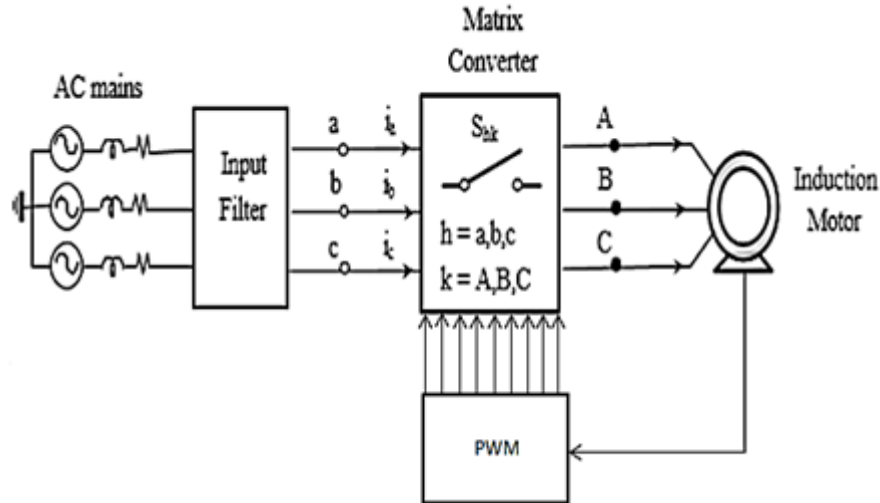 Matrix
Converter
AC mains
Input
Filter
a
b
c
i
i
i
S
h = a,b,c
k = A,B,C
A
B
C
Induction
Motor
PWM